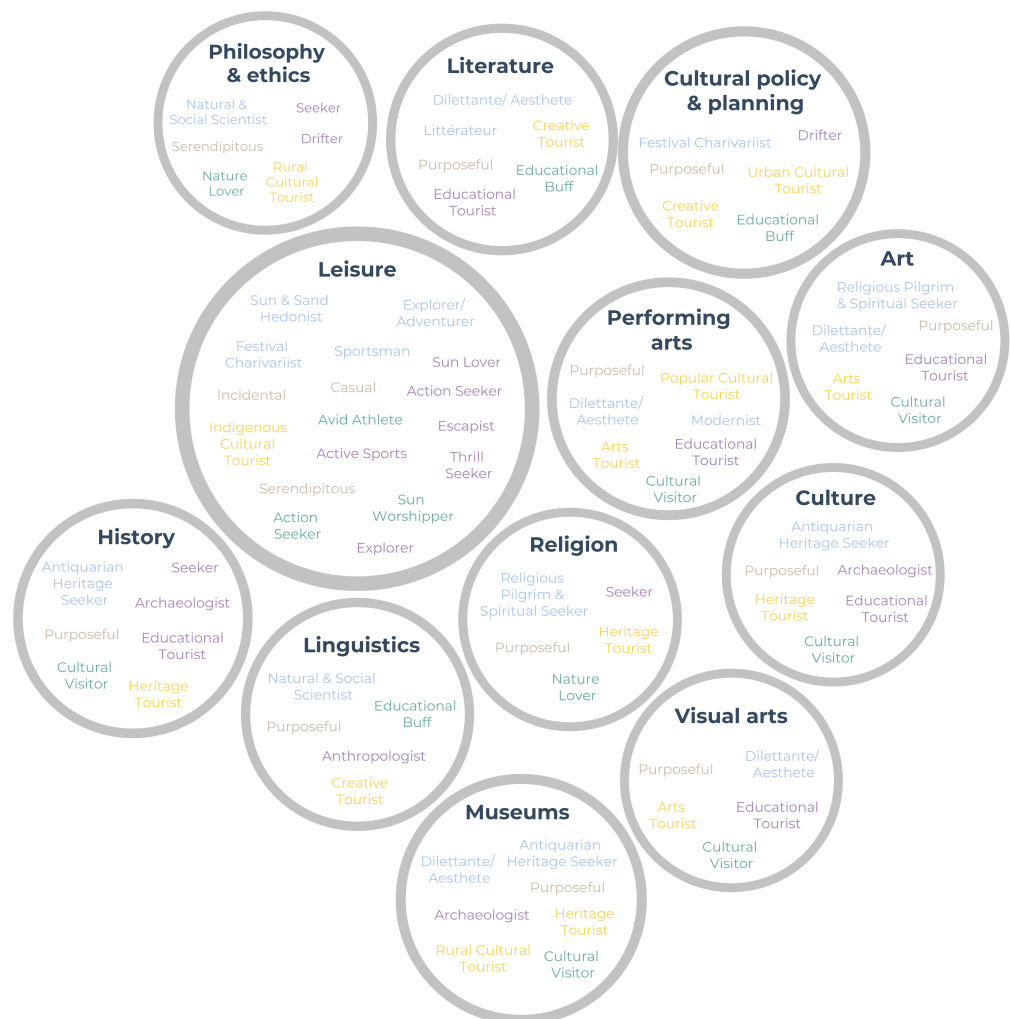 Philosophy
& ethics
Natural &
Social Scientist
Seeker
Drifter
Serendipitous
Nature
Lover
Rural
Cultural
Tourist
Literature
Dilettante/ Aesthete
Littérateur
Creative
Tourist
Purposeful
Educational
Buff
Educational
Tourist
Cultural policy
& planning
Festival Charivariist
Drifter
Purposeful
Urban Cultural
Tourist
Creative
Tourist
Educational
Buff
Art
Religious Pilgrim
& Spiritual Seeker
Dilettante/
Aesthete
Purposeful
Educational
Tourist
Arts
Tourist
Cultural
Visitor
Leisure
Sun & Sand
Hedonist
Explorer/
Adventurer
Festival
Charivariist
Sportsman
Sun Lover
Incidental
Casual
Action Seeker
Indigenous
Cultural
Tourist
Avid Athlete
Escapist
Active Sports
Thrill
Seeker
Serendipitous
Sun
Worshipper
Action
Seeker
Explorer
Performing
arts
Purposeful
Popular Cultural
Tourist
Dilettante/
Aesthete
Modernist
Arts
Tourist
Educational
Tourist
Cultural
Visitor
Culture
Antiquarian
Heritage Seeker
Purposeful
Archaeologist
Heritage
Tourist
Educational
Tourist
Cultural
Visitor
History
Antiquarian
Heritage
Seeker
Seeker
Archaeologist
Purposeful
Educational
Tourist
Cultural
Visitor
Heritage
Tourist
Religion
Religious
Pilgrim &
Spiritual Seeker
Seeker
Purposeful
Heritage
Tourist
Nature
Lover
Linguistics
Natural & Social
Scientist
Educational
Buff
Purposeful
Anthropologist
Creative
Tourist
Visual arts
Purposeful
Dilettante/
Aesthete
Arts
Tourist
Educational
Tourist
Cultural
Visitor
Museums
Dilettante/
Aesthete
Antiquarian
Heritage Seeker
Purposeful
Archaeologist
Heritage
Tourist
Rural Cultural
Tourist
Cultural
Visitor